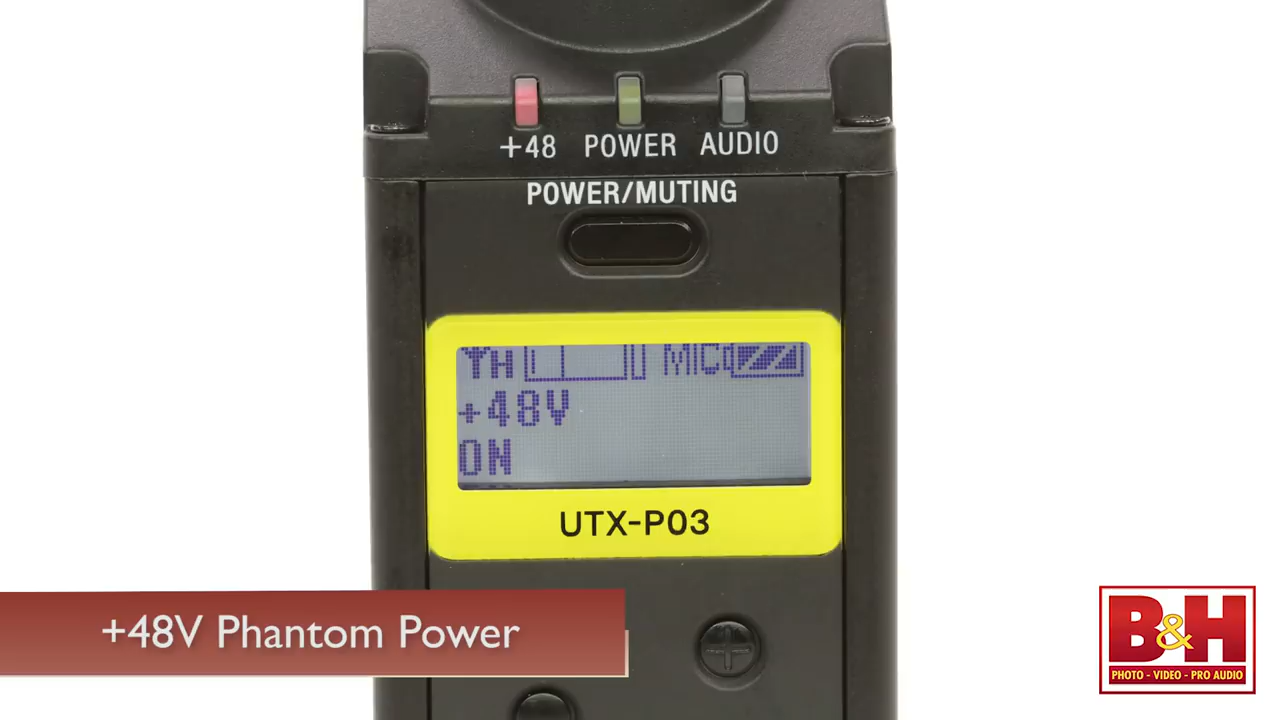 +48 POWER AUDIO
POWER/MUTING
MIC
+48V
ON
UTX-P03
+48V Phantom Power
B&H
PHOTO - VIDEO - PRO AUDIO